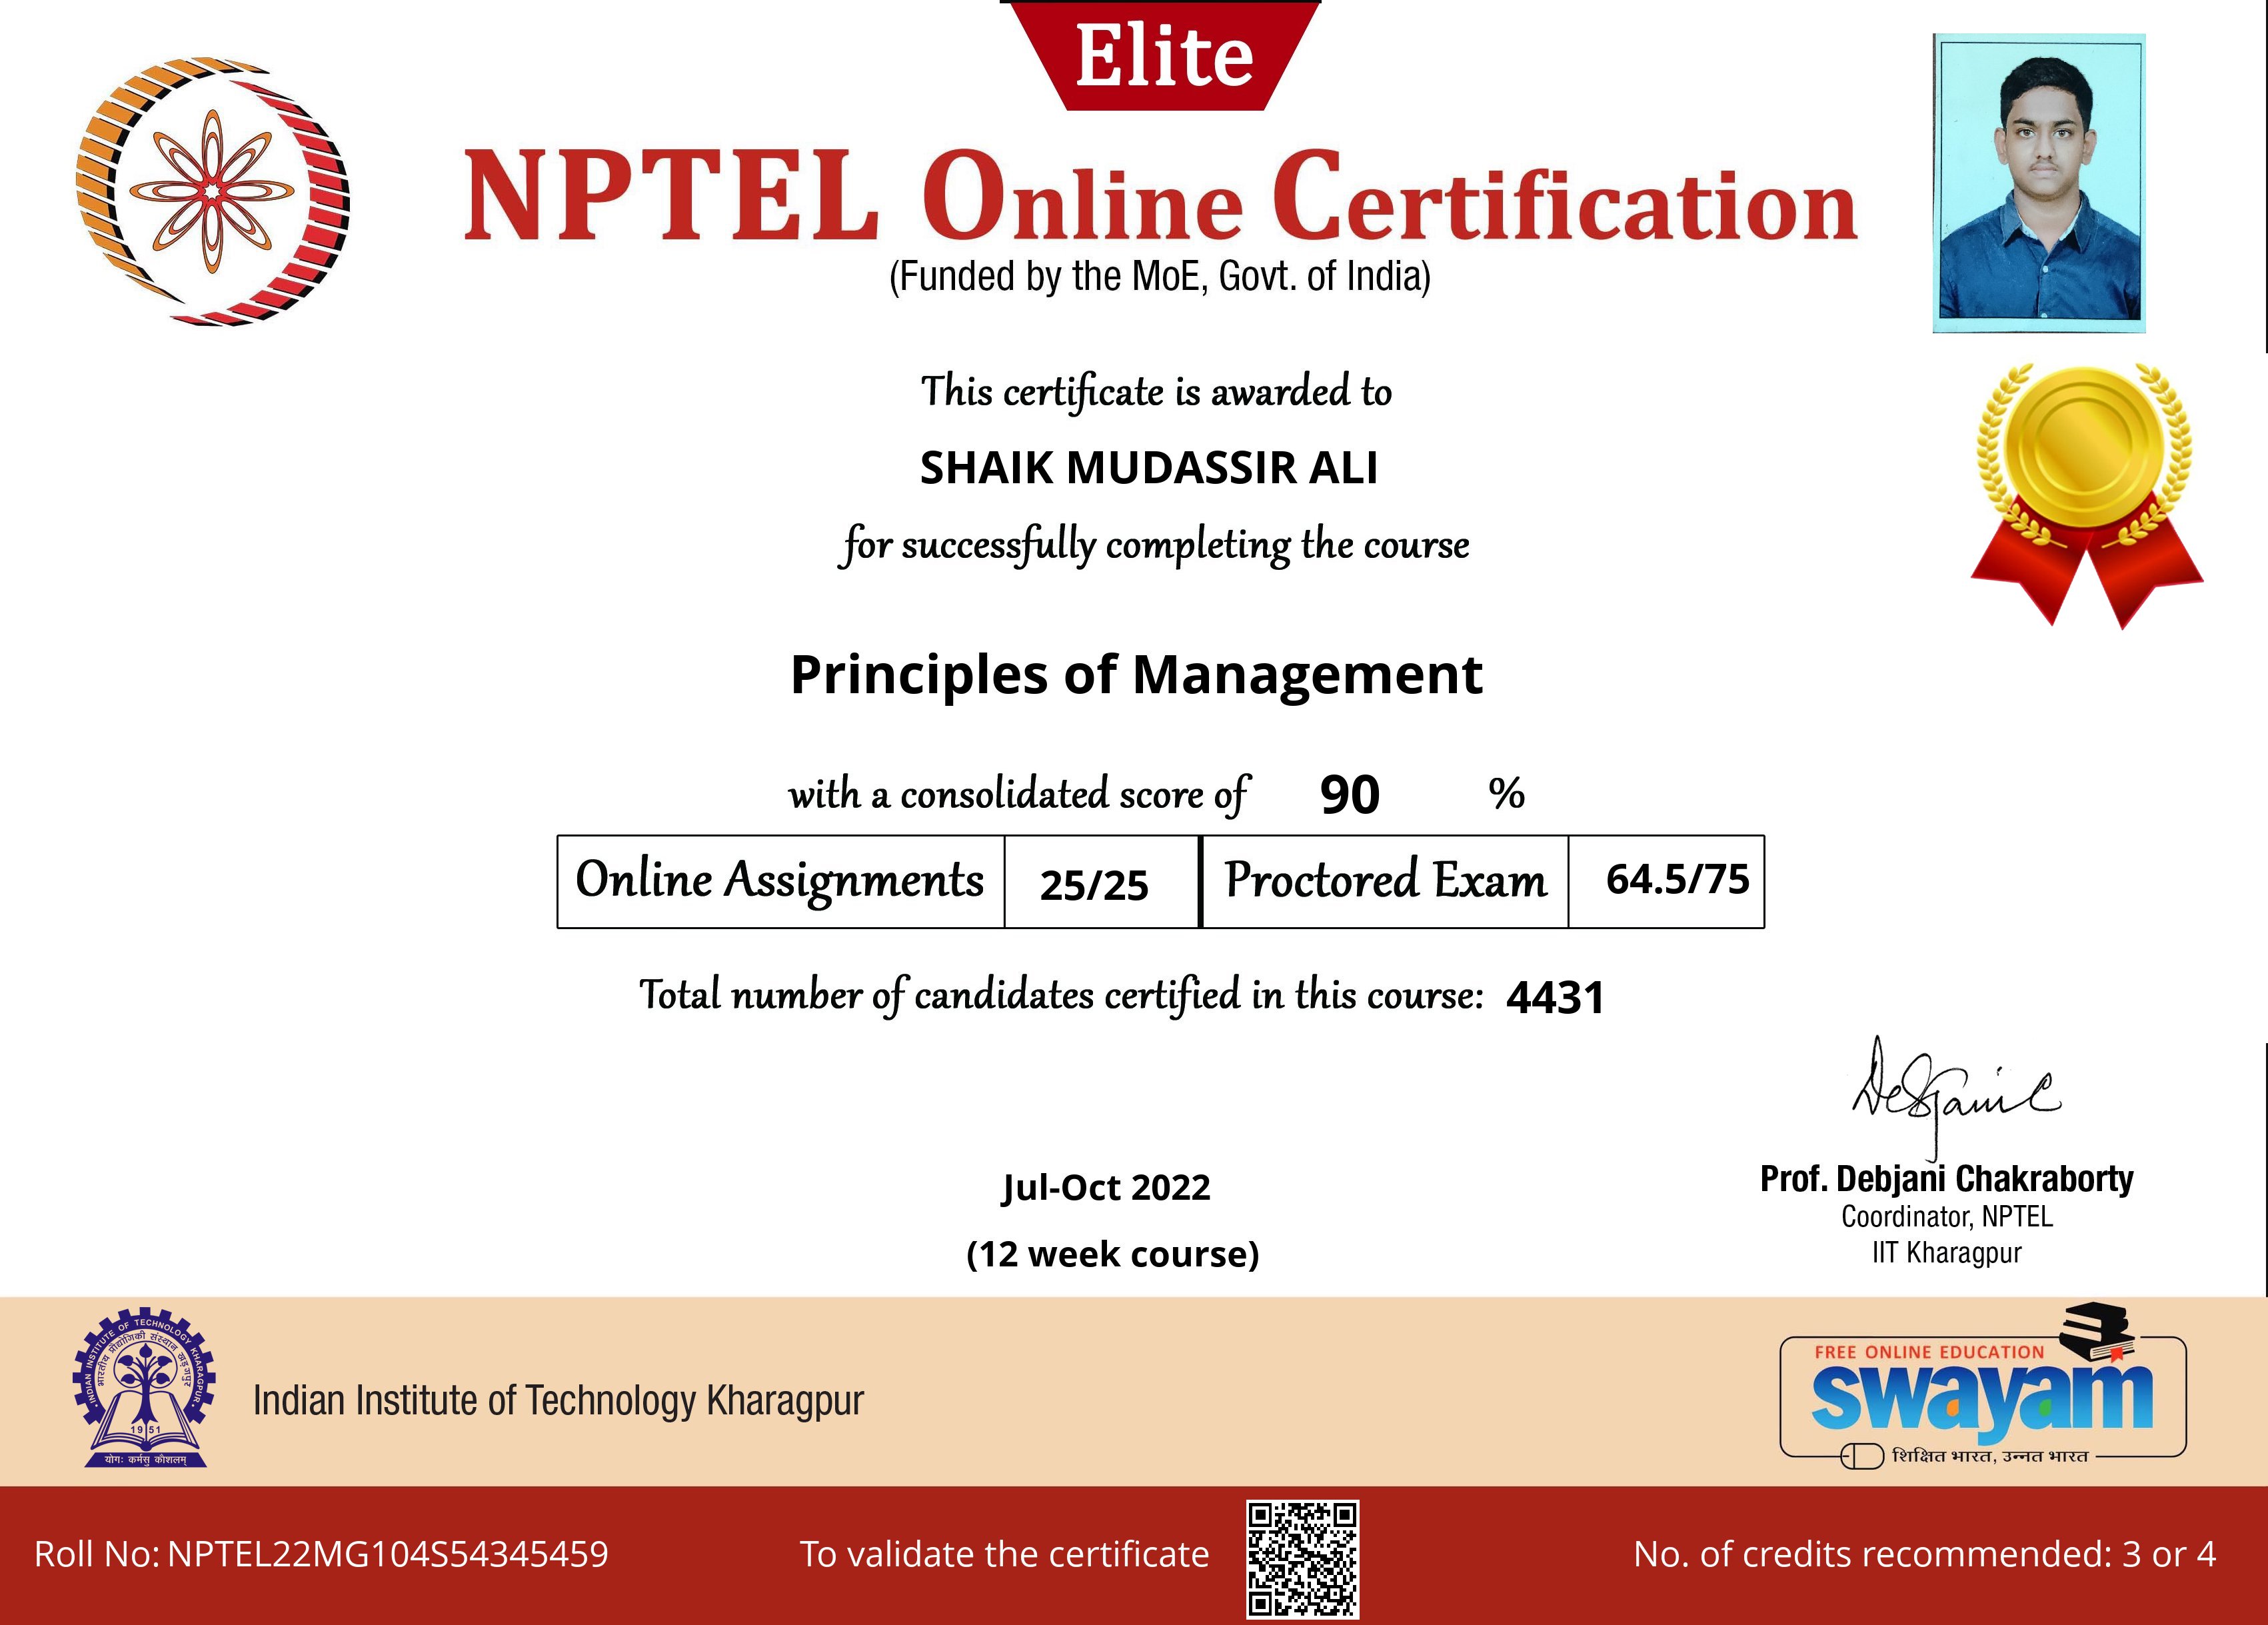 Elite
NPTEL Online Certification
(Funded by the MoE, Govt. of India)
This certificate is awarded to
SHAIK MUDASSIR ALI
for successfully completing the course
Principles of Management
with a consolidated score of 90 %
Online Assignments 25/25 Proctored Exam 64.5/75
Total number of candidates certified in this course: 4431
Jul-Oct 2022
(12 week course)
Prof. Debjani Chakraborty
Coordinator, NPTEL
IIT Kharagpur
INDIAN INSTITUTE OF TECHNOLOGY KHARAGPUR
भारतीय प्रौद्योगिकी संस्थान खड़गपुर
1951
योगः कर्मसु कौशलम्
Indian Institute of Technology Kharagpur
FREE ONLINE EDUCATION
swayam
शिक्षित भारत, उन्नत भारत
Roll No: NPTEL22MG104S54345459
To validate the certificate
No. of credits recommended: 3 or 4